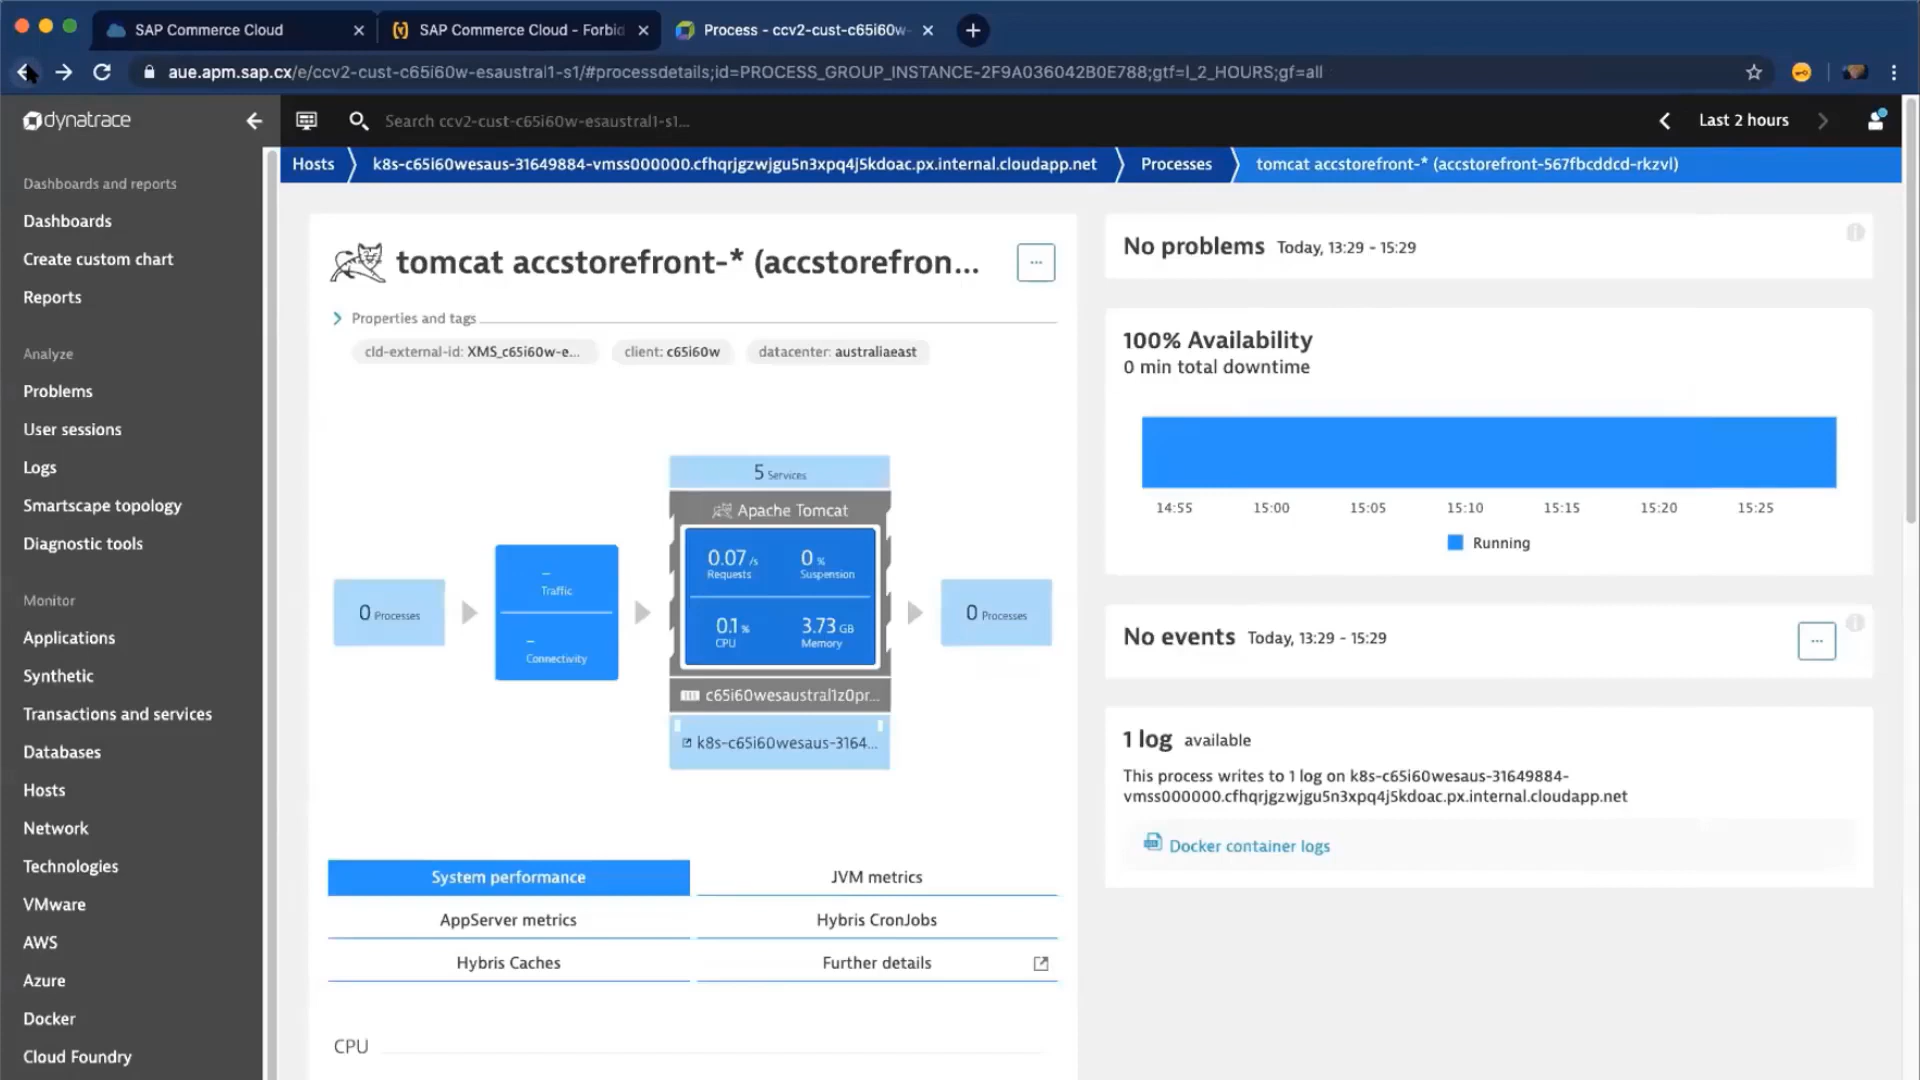 SAP Commerce Cloud
SAP Commerce Cloud - Forbid
Process - ccv2-cust-c65i60w-
aue.apm.sap.cx/e/ccv2-cust-c65i60w-esaustral1-s1/#processdetails;id=PROCESS_GROUP_INSTANCE-2F9A036042B0E788;gtf=l_2_HOURS;gf=all
dynatrace
Search ccv2-cust-c65i60w-esaustral1-s1...
Last 2 hours
Hosts
k8s-c65i60wesaus-31649884-vmss000000.cfhqrjgzwjgu5n3xpq4j5kdoac.px.internal.cloudapp.net
Processes
tomcat accstorefront-* (accstorefront-567fbcddcd-rkzvl)
Dashboards and reports
Dashboards
Create custom chart
Reports
Analyze
Problems
User sessions
Logs
Smartscape topology
Diagnostic tools
Monitor
Applications
Synthetic
Transactions and services
Databases
Hosts
Network
Technologies
VMware
AWS
Azure
Docker
Cloud Foundry
tomcat accstorefront-* (accstorefron...
...
Properties and tags
cld-external-id: XMS_c65i60w-e...
client: c65i60w
datacenter: australiaeast
5 Services
Apache Tomcat
0.07 /s
Requests
0 %
Suspension
0.1 %
CPU
3.73 GB
Memory
0 Processes
–
Traffic
–
Connectivity
0 Processes
c65i60wesaustral1z0pr...
k8s-c65i60wesaus-3164...
System performance
JVM metrics
AppServer metrics
Hybris CronJobs
Hybris Caches
Further details
CPU
No problems Today, 13:29 - 15:29
100% Availability
0 min total downtime
14:55 15:00 15:05 15:10 15:15 15:20 15:25
Running
No events Today, 13:29 - 15:29
...
1 log available
This process writes to 1 log on k8s-c65i60wesaus-31649884-
vmss000000.cfhqrjgzwjgu5n3xpq4j5kdoac.px.internal.cloudapp.net
Docker container logs